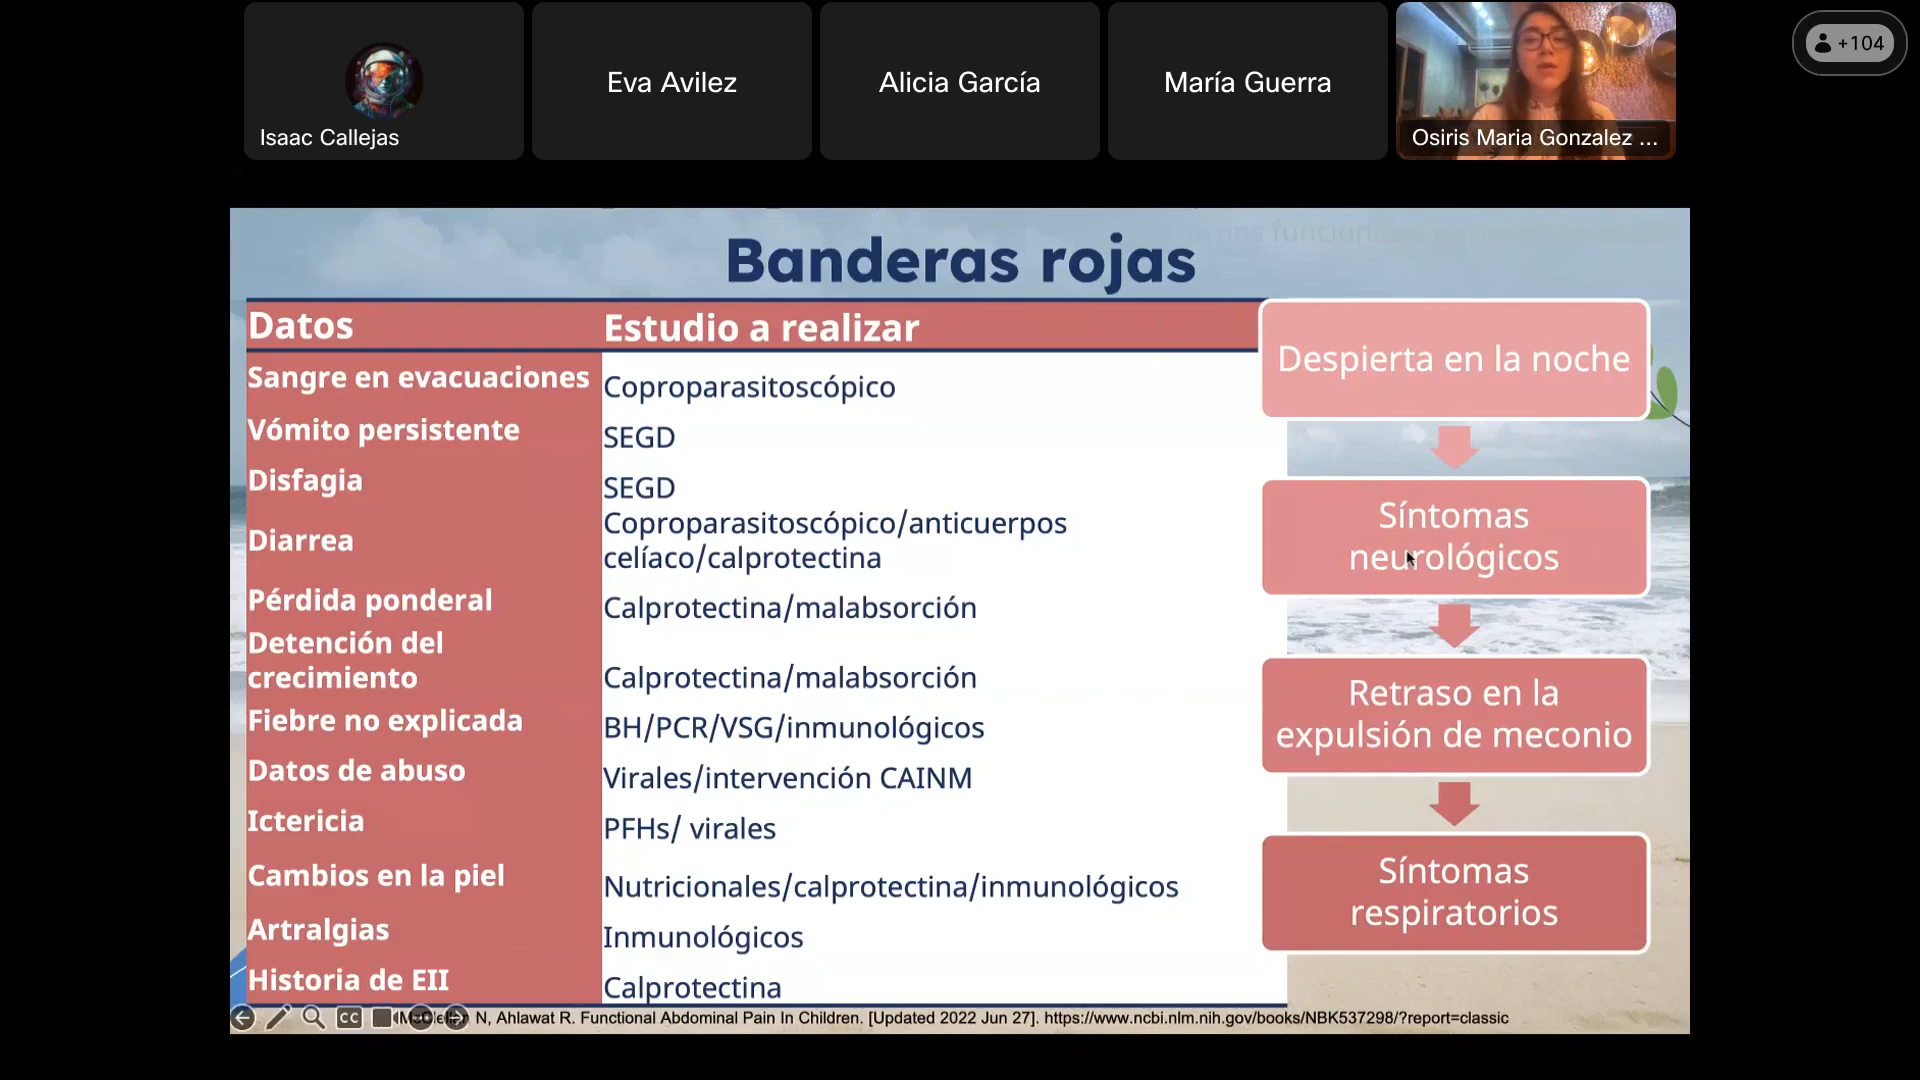 Isaac Callejas
Eva Avilez
Alicia García
María Guerra
Osiris Maria Gonzalez ...
+104
Banderas rojas
Datos
Estudio a realizar
Sangre en evacuaciones
Coproparasitoscópico
Vómito persistente
SEGD
Disfagia
SEGD
Diarrea
Coproparasitoscópico/anticuerpos
celíaco/calprotectina
Pérdida ponderal
Calprotectina/malabsorción
Detención del
crecimiento
Calprotectina/malabsorción
Fiebre no explicada
BH/PCR/VSG/inmunológicos
Datos de abuso
Virales/intervención CAINM
Ictericia
PFHs/ virales
Cambios en la piel
Nutricionales/calprotectina/inmunológicos
Artralgias
Inmunológicos
Historia de EII
Calprotectina
Despierta en la noche
Síntomas
neurológicos
Retraso en la
expulsión de meconio
Síntomas
respiratorios
CC
N, Ahlawat R. Functional Abdominal Pain In Children. [Updated 2022 Jun 27]. https://www.ncbi.nlm.nih.gov/books/NBK537298/?report=classic